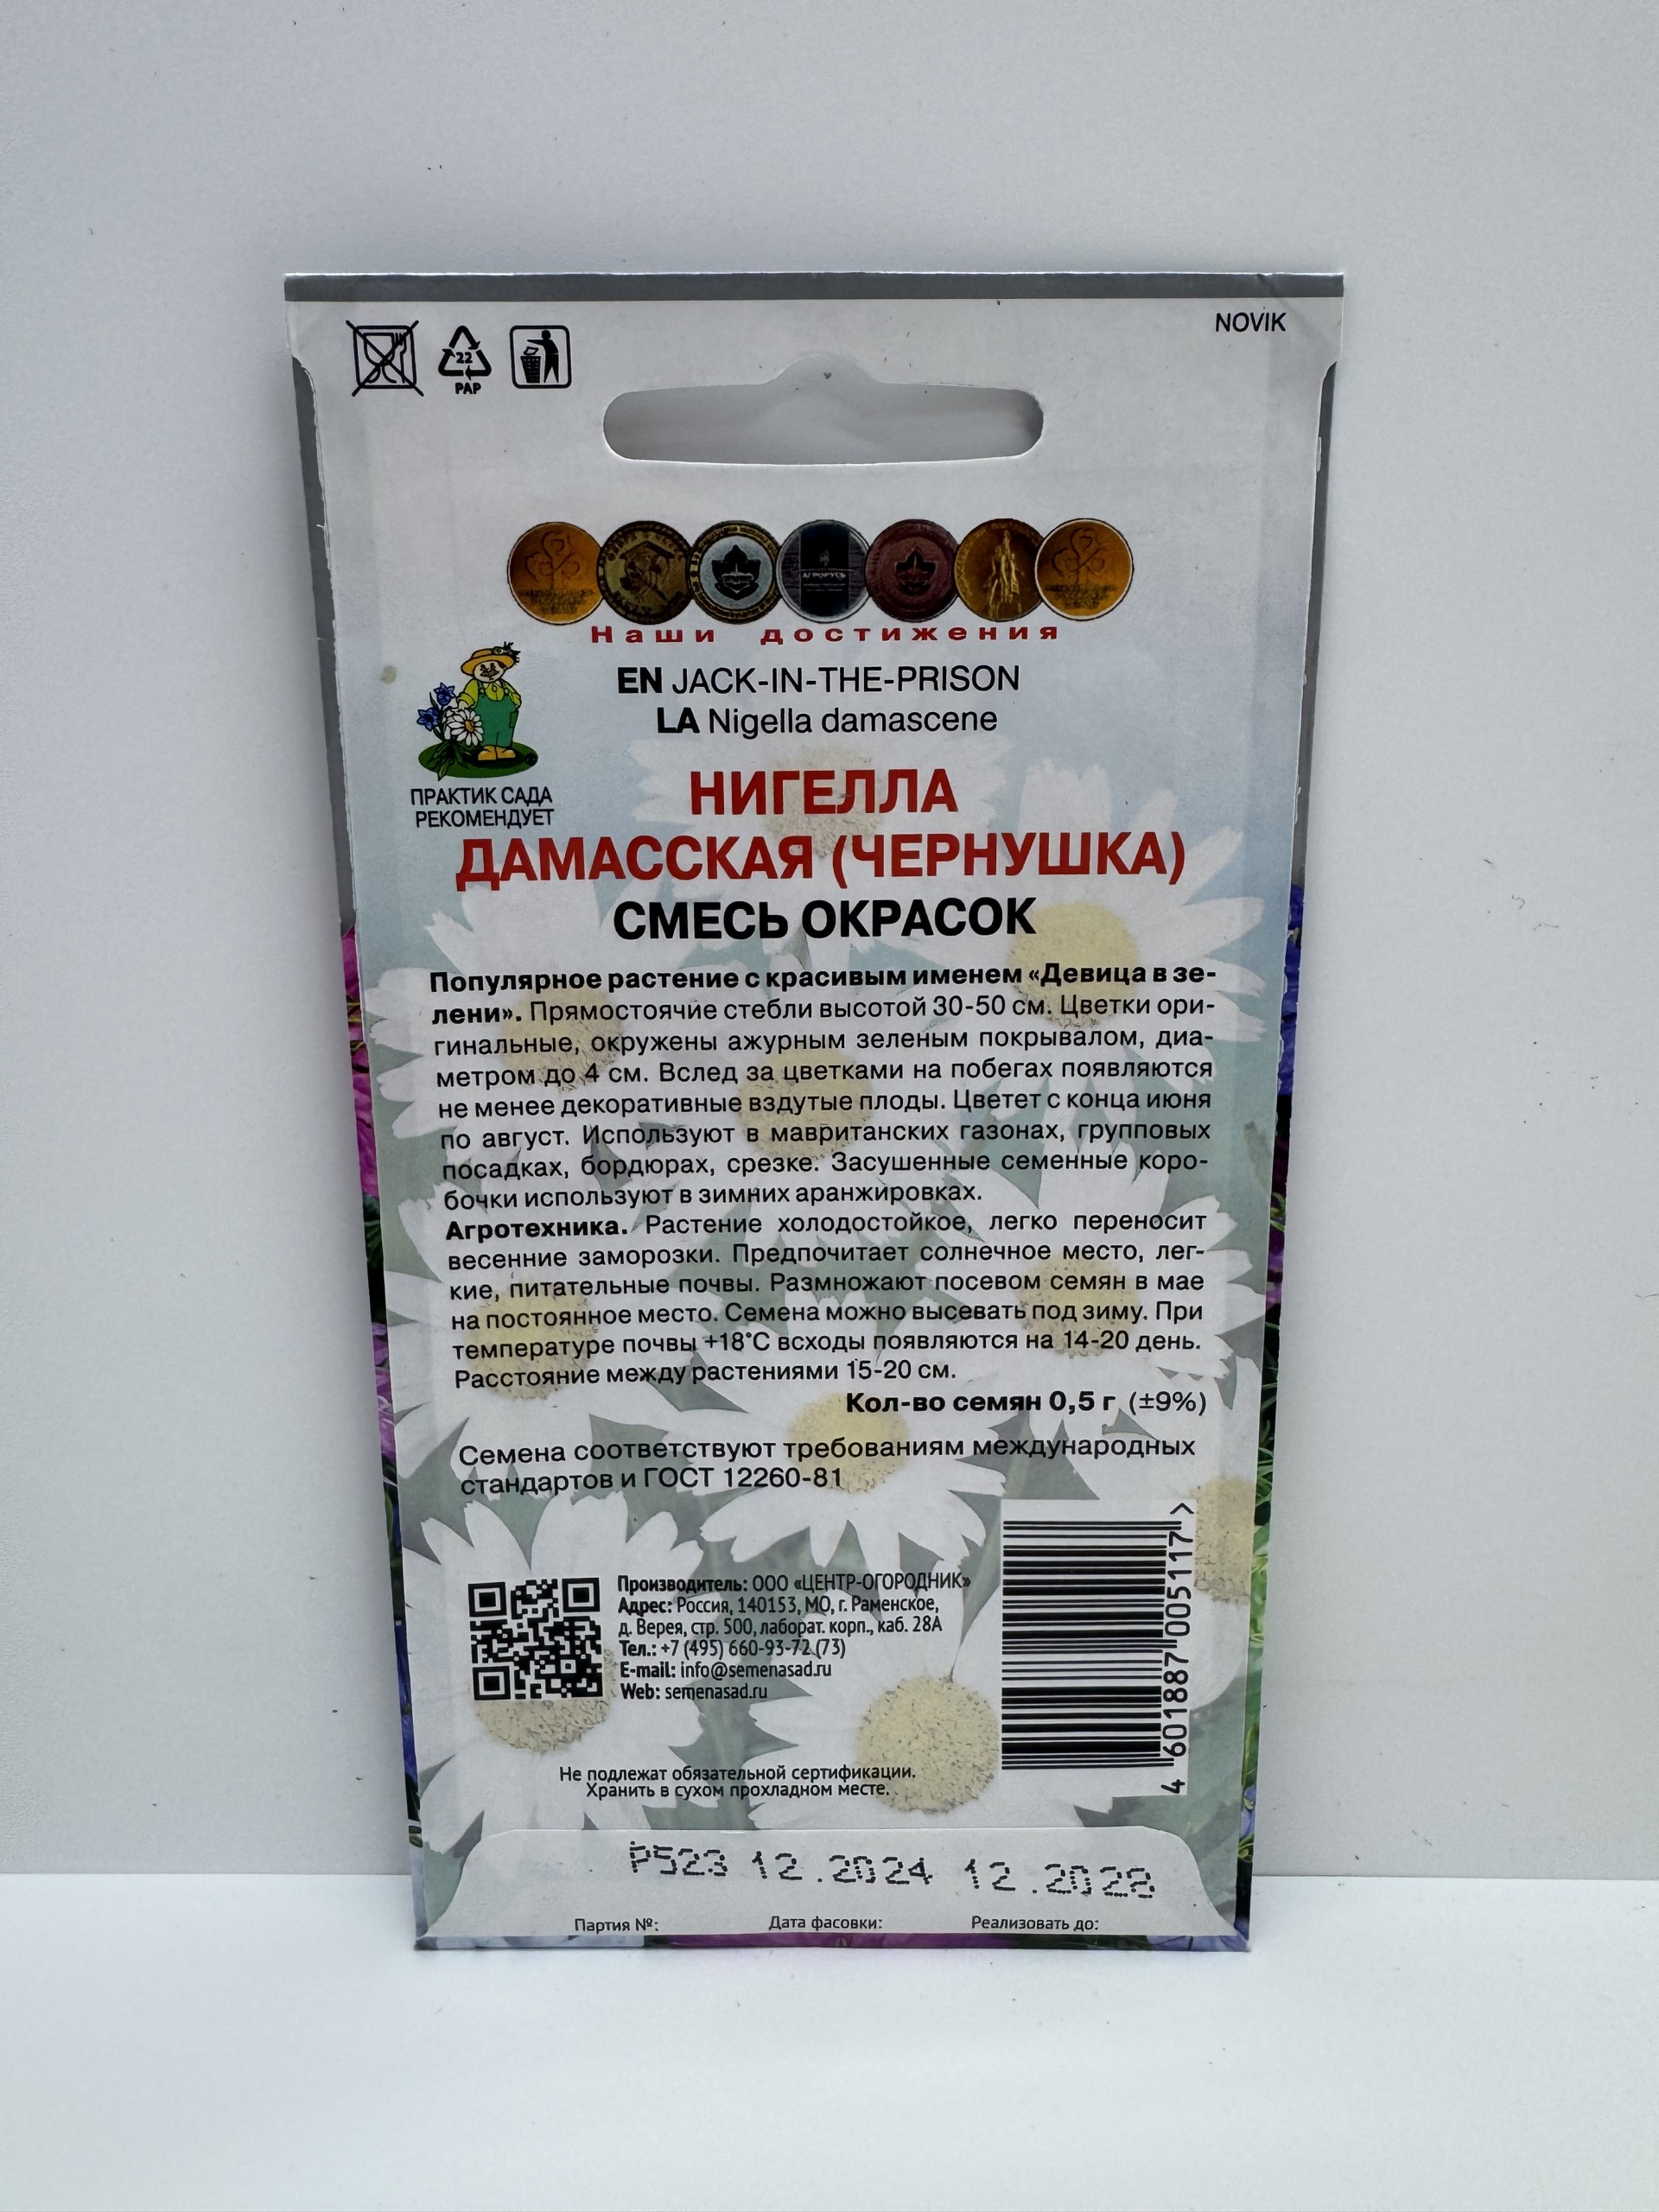 NOVIK
22
PAP
АГРОРУСЬ
Наши достижения
EN JACK-IN-THE-PRISON
LA Nigella damascene
ПРАКТИК САДА
РЕКОМЕНДУЕТ
НИГЕЛЛА
ДАМАССКАЯ (ЧЕРНУШКА)
СМЕСЬ ОКРАСОК
Популярное растение с красивым именем «Девица в зе-
лени». Прямостоячие стебли высотой 30-50 см. Цветки ори-
гинальные, окружены ажурным зеленым покрывалом, диа-
метром до 4 см. Вслед за цветками на побегах появляются
не менее декоративные вздутые плоды. Цветет с конца июня
по август. Используют в мавританских газонах, групповых
посадках, бордюрах, срезке. Засушенные семенные коро-
бочки используют в зимних аранжировках.
Агротехника. Растение холодостойкое, легко переносит
весенние заморозки. Предпочитает солнечное место, лег-
кие, питательные почвы. Размножают посевом семян в мае
на постоянное место. Семена можно высевать под зиму. При
температуре почвы +18°С всходы появляются на 14-20 день.
Расстояние между растениями 15-20 см.
Кол-во семян 0,5 г (±9%)
Семена соответствуют требованиям международных
стандартов и ГОСТ 12260-81
Производитель: ООО «ЦЕНТР-ОГОРОДНИК»
Адрес: Россия, 140153, МО, г. Раменское,
д. Верея, стр. 500, лаборат. корп., каб. 28А
Тел.: +7 (495) 660-93-72 (73)
E-mail: info@semenasad.ru
Web: semenasad.ru
4 601887 005117 >
Не подлежат обязательной сертификации.
Хранить в сухом прохладном месте.
Р523 12.2024 12.2028
Партия №: Дата фасовки: Реализовать до: